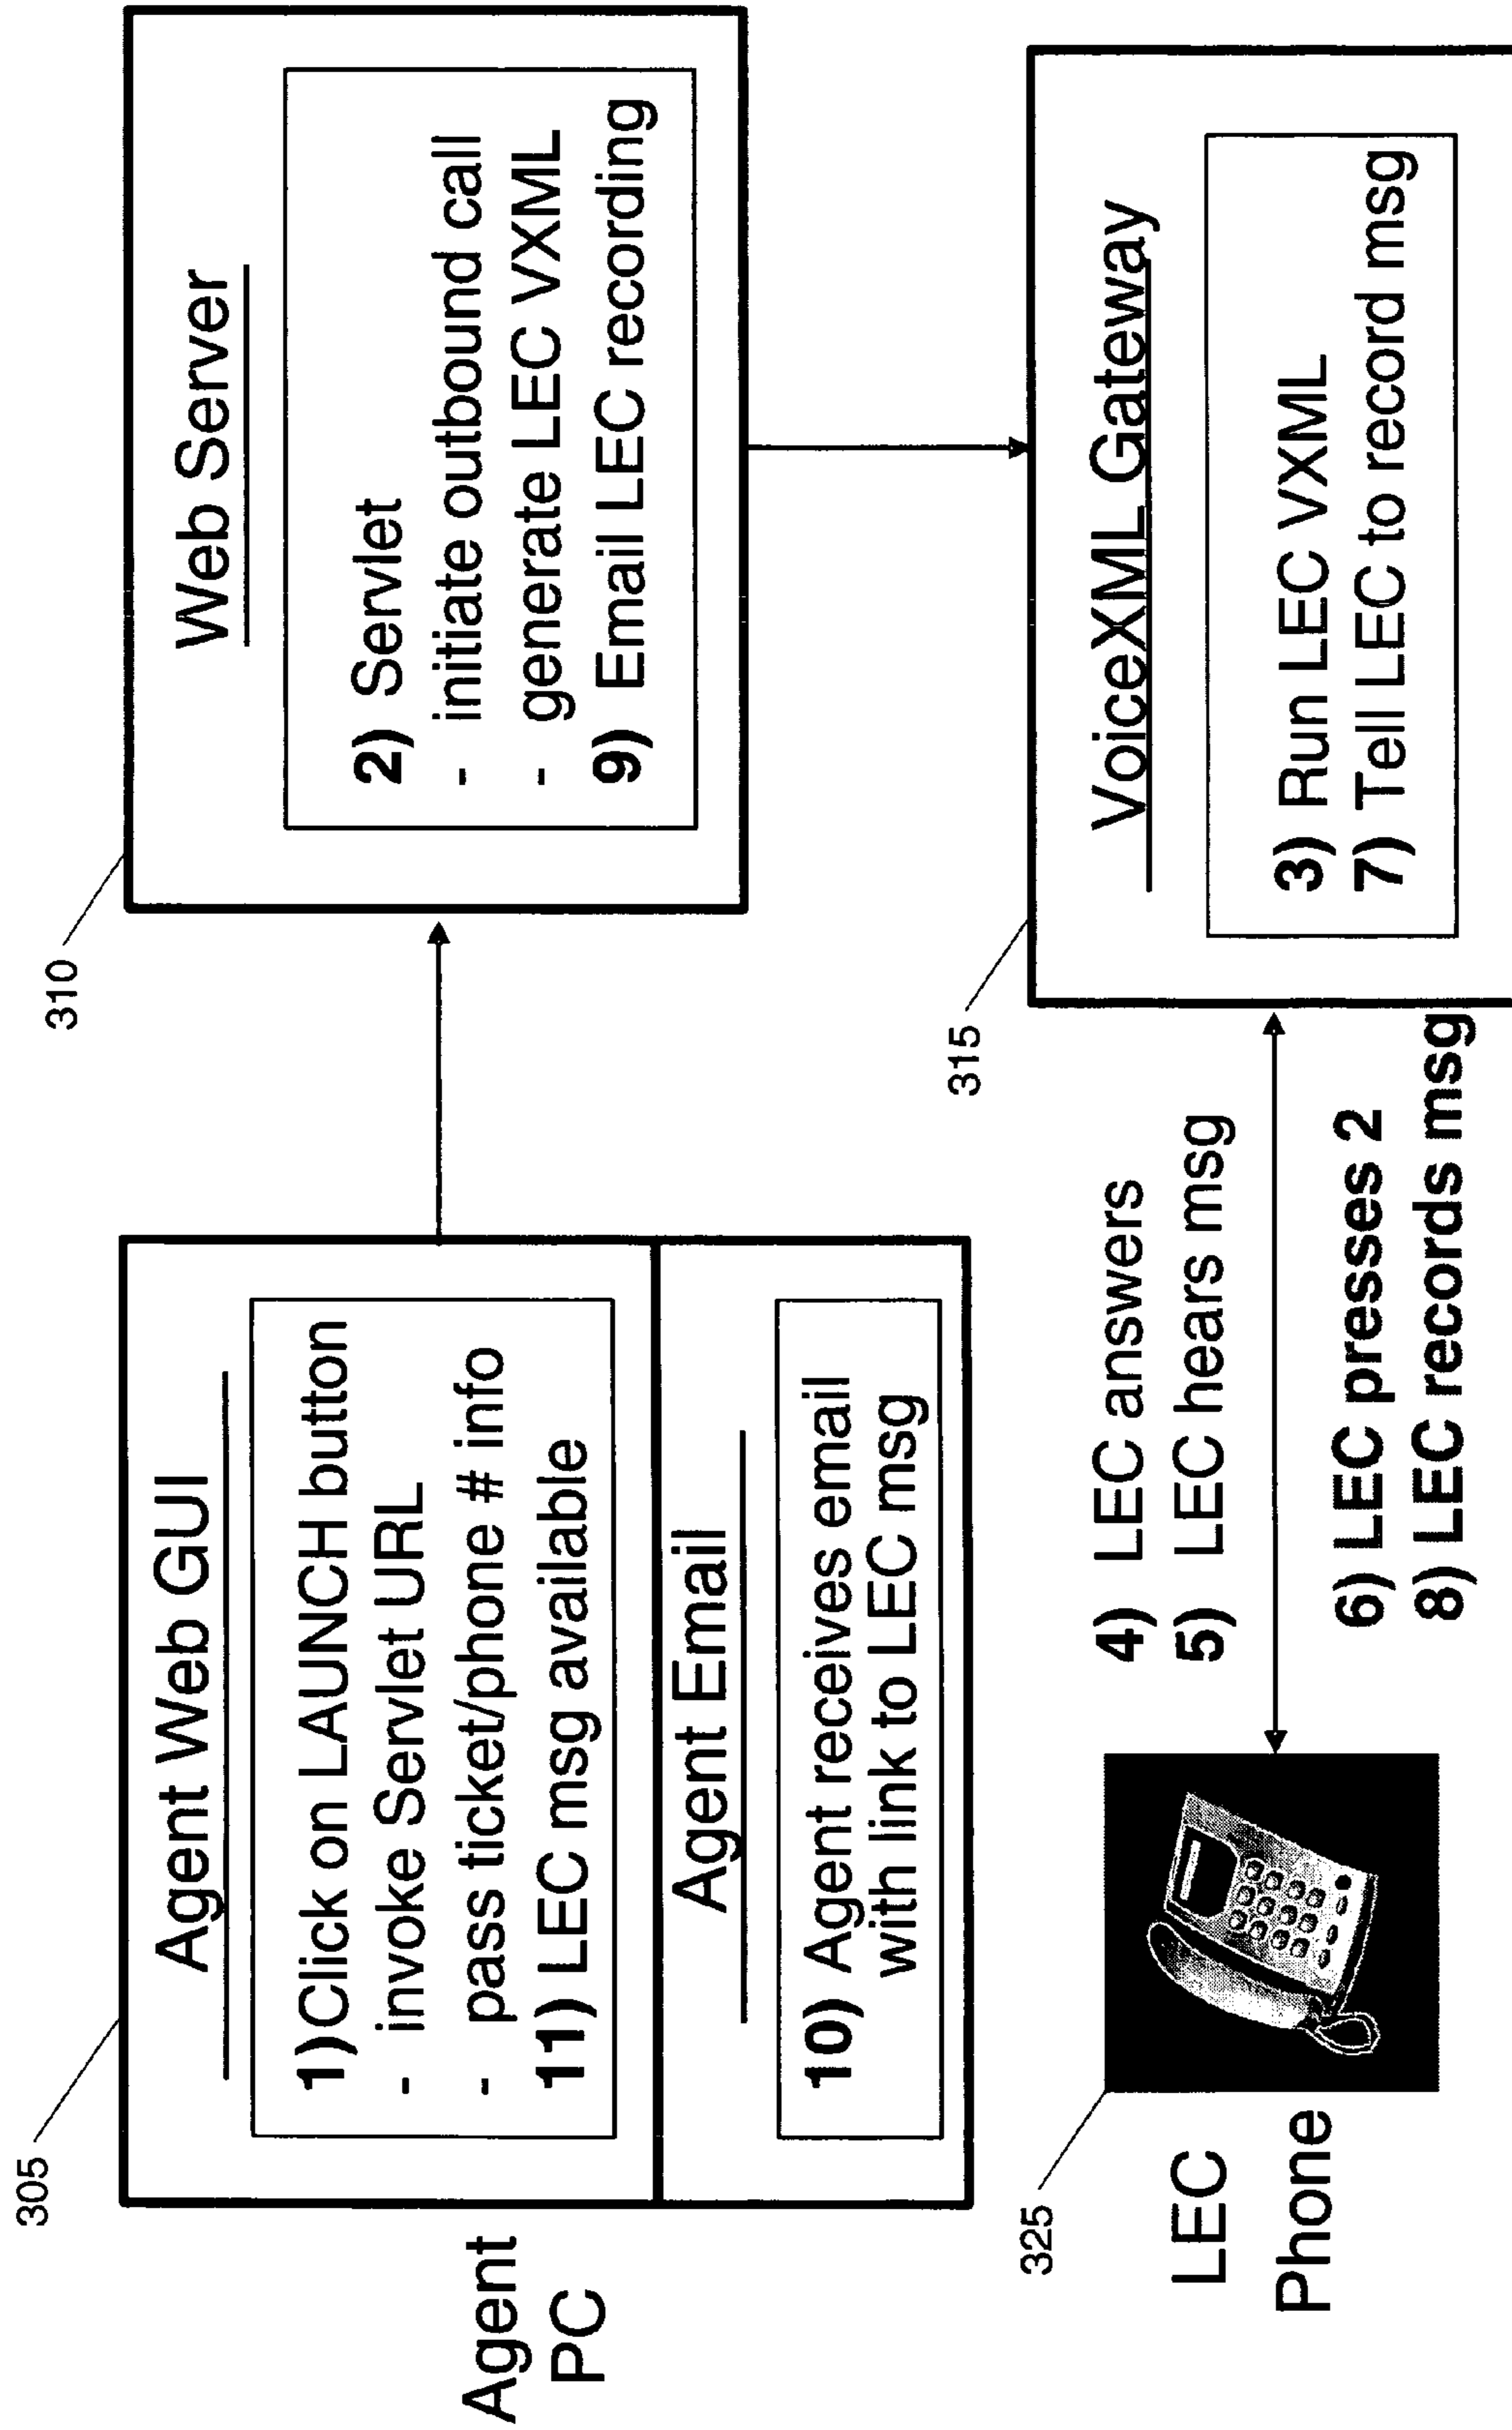 305
Agent
PC
Agent Web GUI
1)Click on LAUNCH button
- invoke Servlet URL
- pass ticket/phone # info
11) LEC msg available
Agent Email
10) Agent receives email
with link to LEC msg
310
Web Server
2) Servlet
- initiate outbound call
- generate LEC VXML
9) Email LEC recording
325
LEC
Phone
4) LEC answers
5) LEC hears msg
6) LEC presses 2
8) LEC records msg
315
VoiceXML Gateway
3) Run LEC VXML
7) Tell LEC to record msg